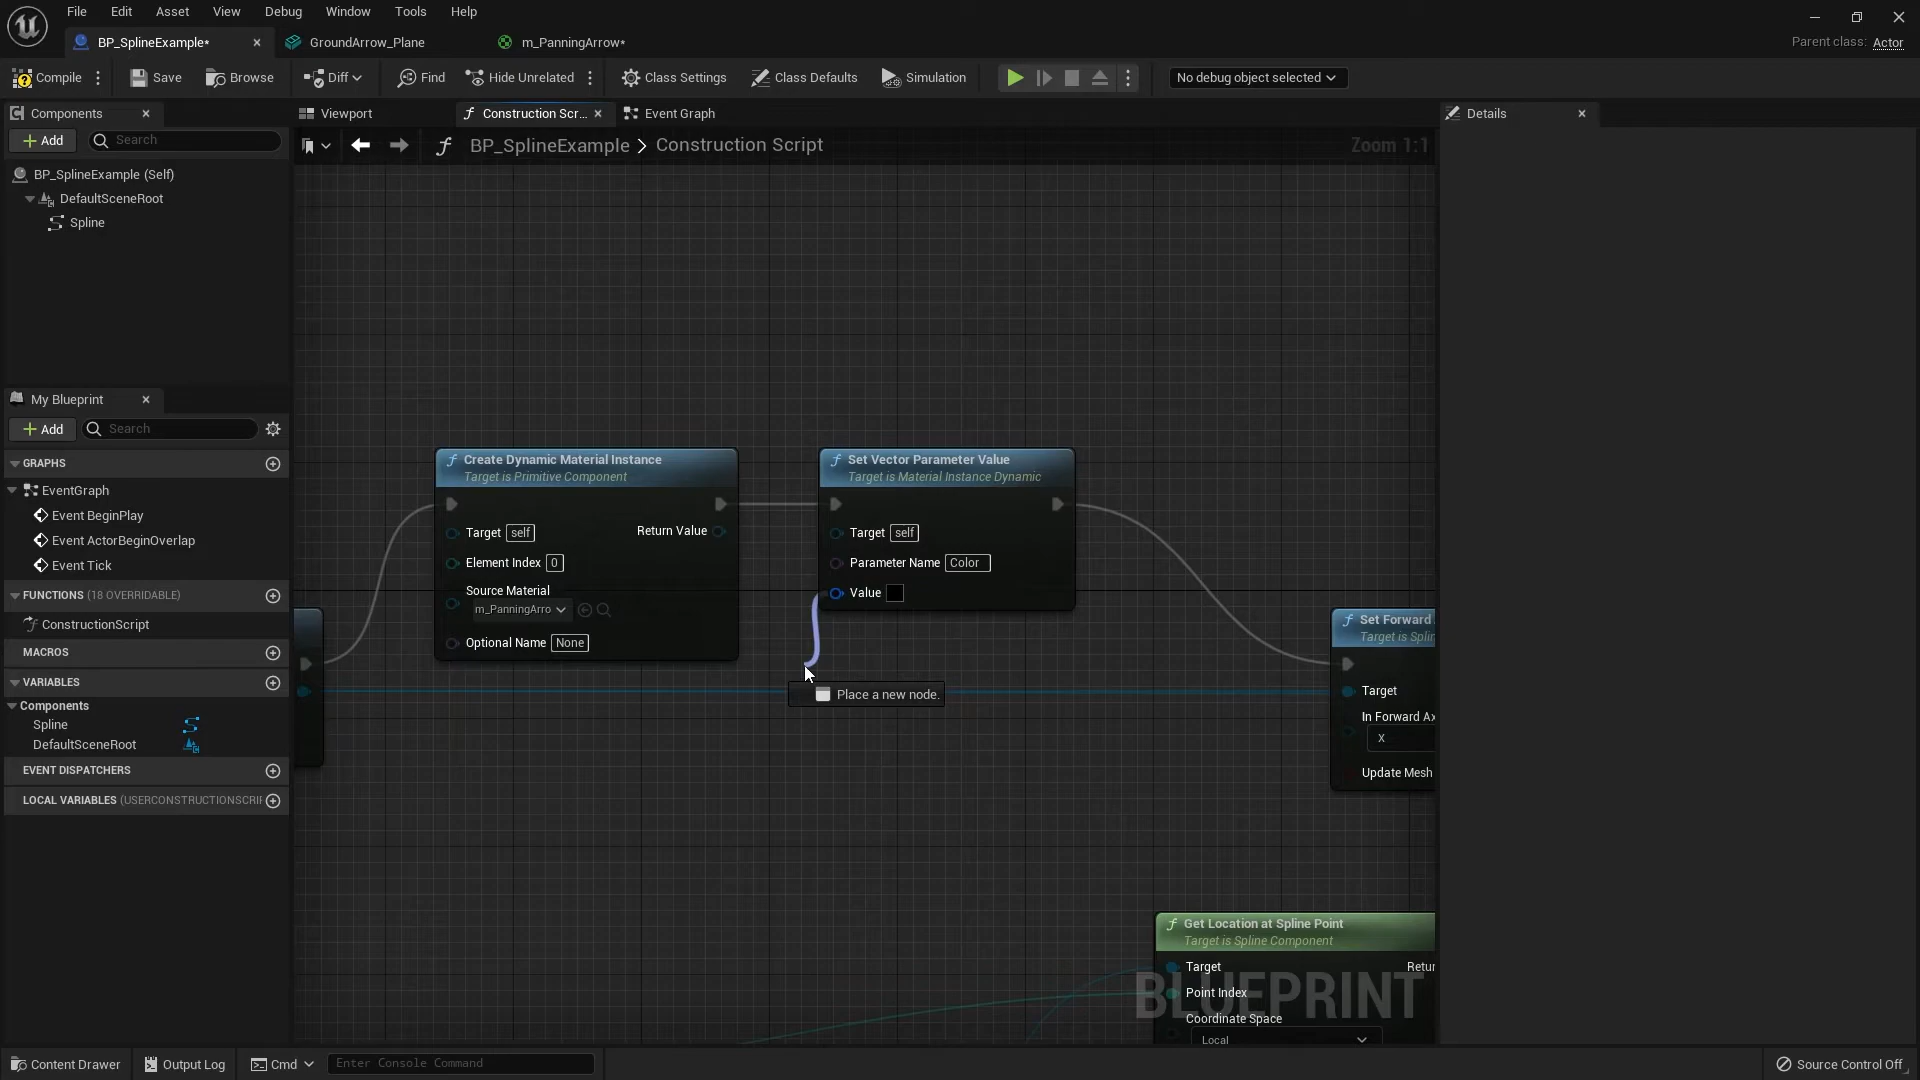 File Edit Asset View Debug Window Tools Help
BP_SplineExample*
GroundArrow_Plane
m_PanningArrow*
Parent class: Actor
Compile
Save
Browse
Diff
Find
Hide Unrelated
Class Settings
Class Defaults
Simulation
No debug object selected
Components
Add
Search
BP_SplineExample (Self)
DefaultSceneRoot
Spline
Viewport
Construction Scr...
Event Graph
BP_SplineExample > Construction Script
Zoom 1:1
Details
My Blueprint
Add
Search
GRAPHS
EventGraph
Event BeginPlay
Event ActorBeginOverlap
Event Tick
FUNCTIONS (18 OVERRIDABLE)
ConstructionScript
MACROS
VARIABLES
Components
Spline
DefaultSceneRoot
EVENT DISPATCHERS
LOCAL VARIABLES (USERCONSTRUCTIONSCRIF
Create Dynamic Material Instance
Target is Primitive Component
Target self
Return Value
Element Index 0
Source Material
m_PanningArro
Optional Name None
Set Vector Parameter Value
Target is Material Instance Dynamic
Target self
Parameter Name Color
Value
Place a new node.
Set Forward
Target is Splin
Target
In Forward Ax
X
Update Mesh
Get Location at Spline Point
Target is Spline Component
Target
Retur
Point Index
Coordinate Space
Local
BLUEPRINT
Content Drawer
Output Log
Cmd
Enter Console Command
Source Control Off